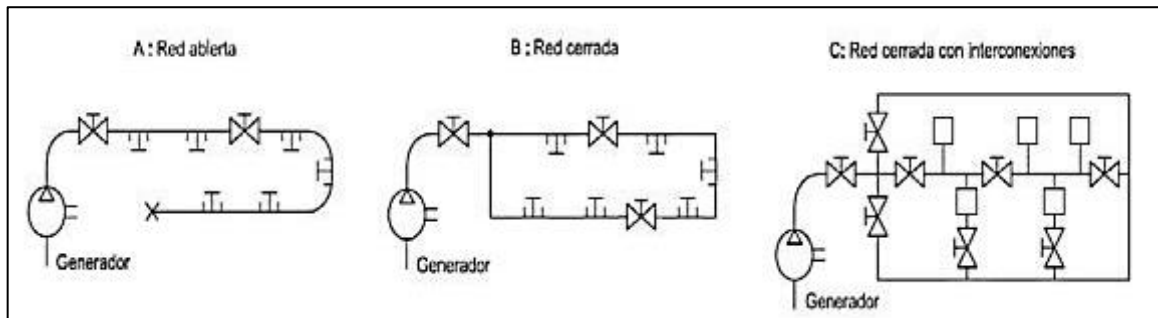 A : Red abierta
B : Red cerrada
C: Red cerrada con interconexiones
Generador
Generador
Generador